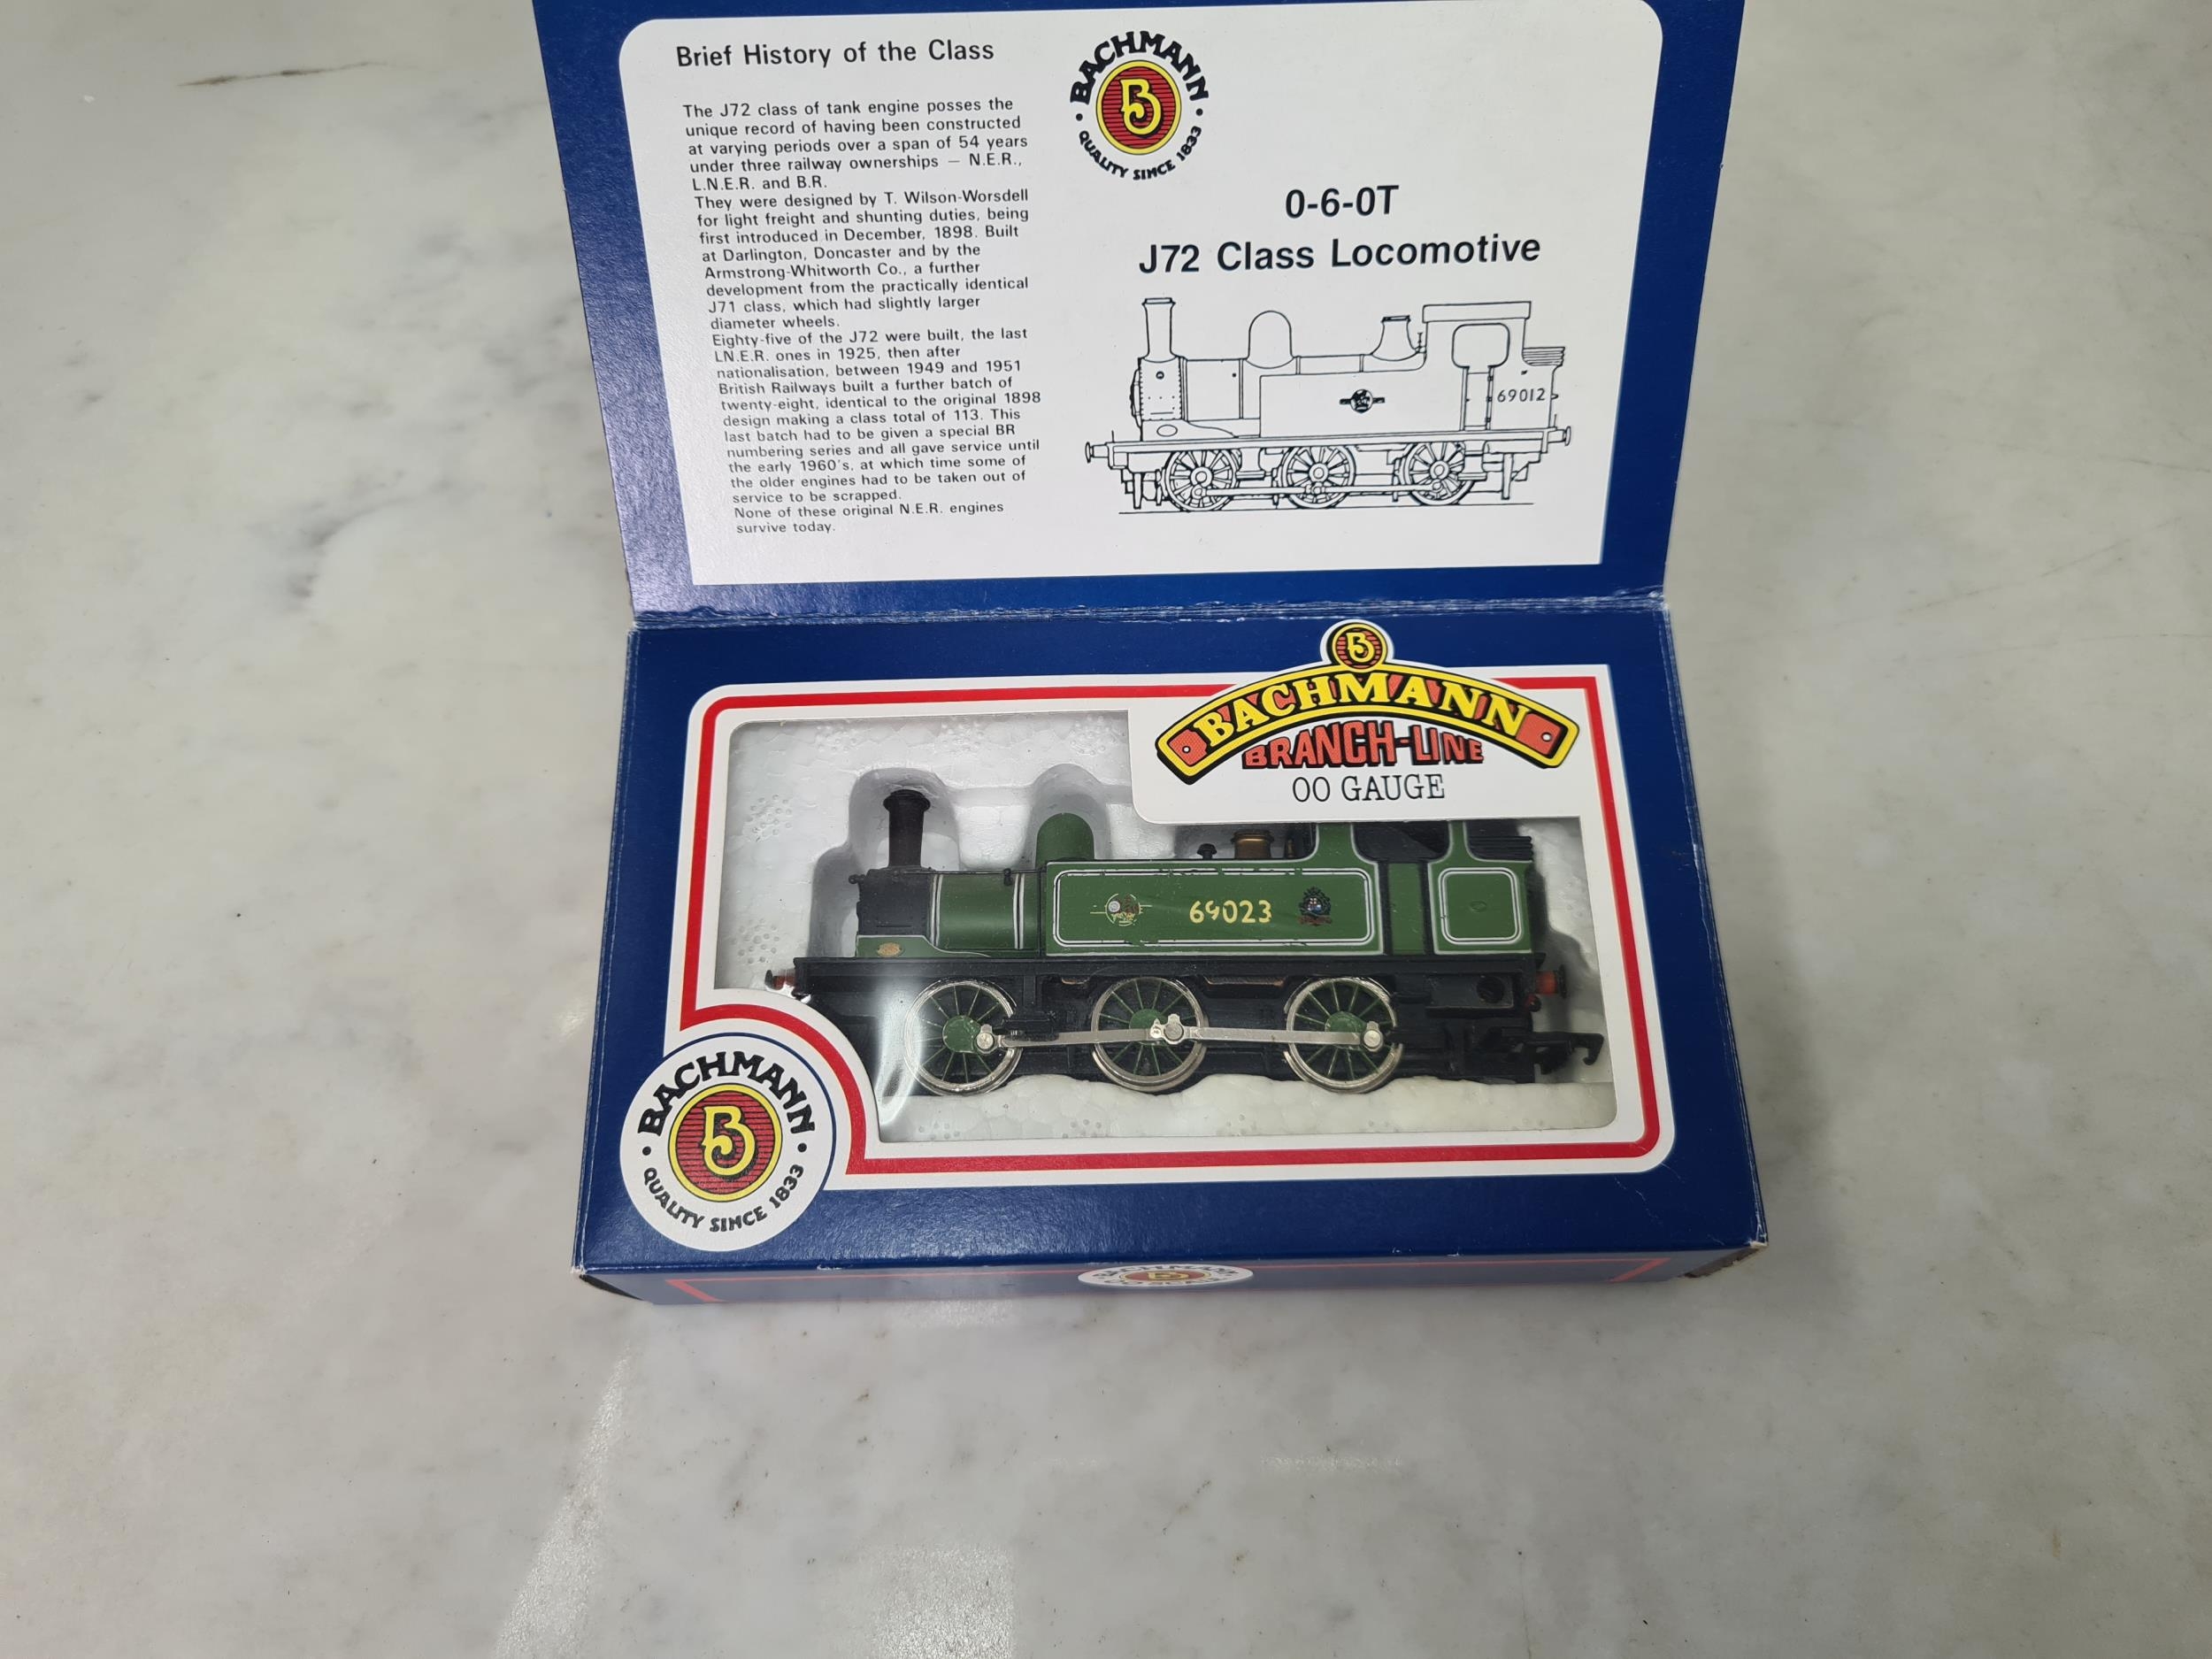 Brief History of the Class
The J72 class of tank engine posses the
unique record of having been constructed
at varying periods over a span of 54 years
under three railway ownerships — N.E.R.,
L.N.E.R. and B.R.
They were designed by T. Wilson-Worsdell
for light freight and shunting duties, being
first introduced in December, 1898. Built
at Darlington, Doncaster and by the
Armstrong-Whitworth Co., a further
development from the practically identical
J71 class, which had slightly larger
diameter wheels.
Eighty-five of the J72 were built, the last
LN.E.R. ones in 1925, then after
nationalisation, between 1949 and 1951
British Railways built a further batch of
twenty-eight, identical to the original 1898
design making a class total of 113. This
last batch had to be given a special BR
numbering series and all gave service until
the early 1960's, at which time some of
the older engines had to be taken out of
service to be scrapped.
None of these original N.E.R. engines
survive today.
BACHMANN
B
· QUALITY SINCE 1833 ·
0-6-0T
J72 Class Locomotive
69012
B
BACHMANN
BRANCH-LINE
OO GAUGE
69023
BACHMANN
B
· QUALITY SINCE 1833 ·
BACHMANN
B